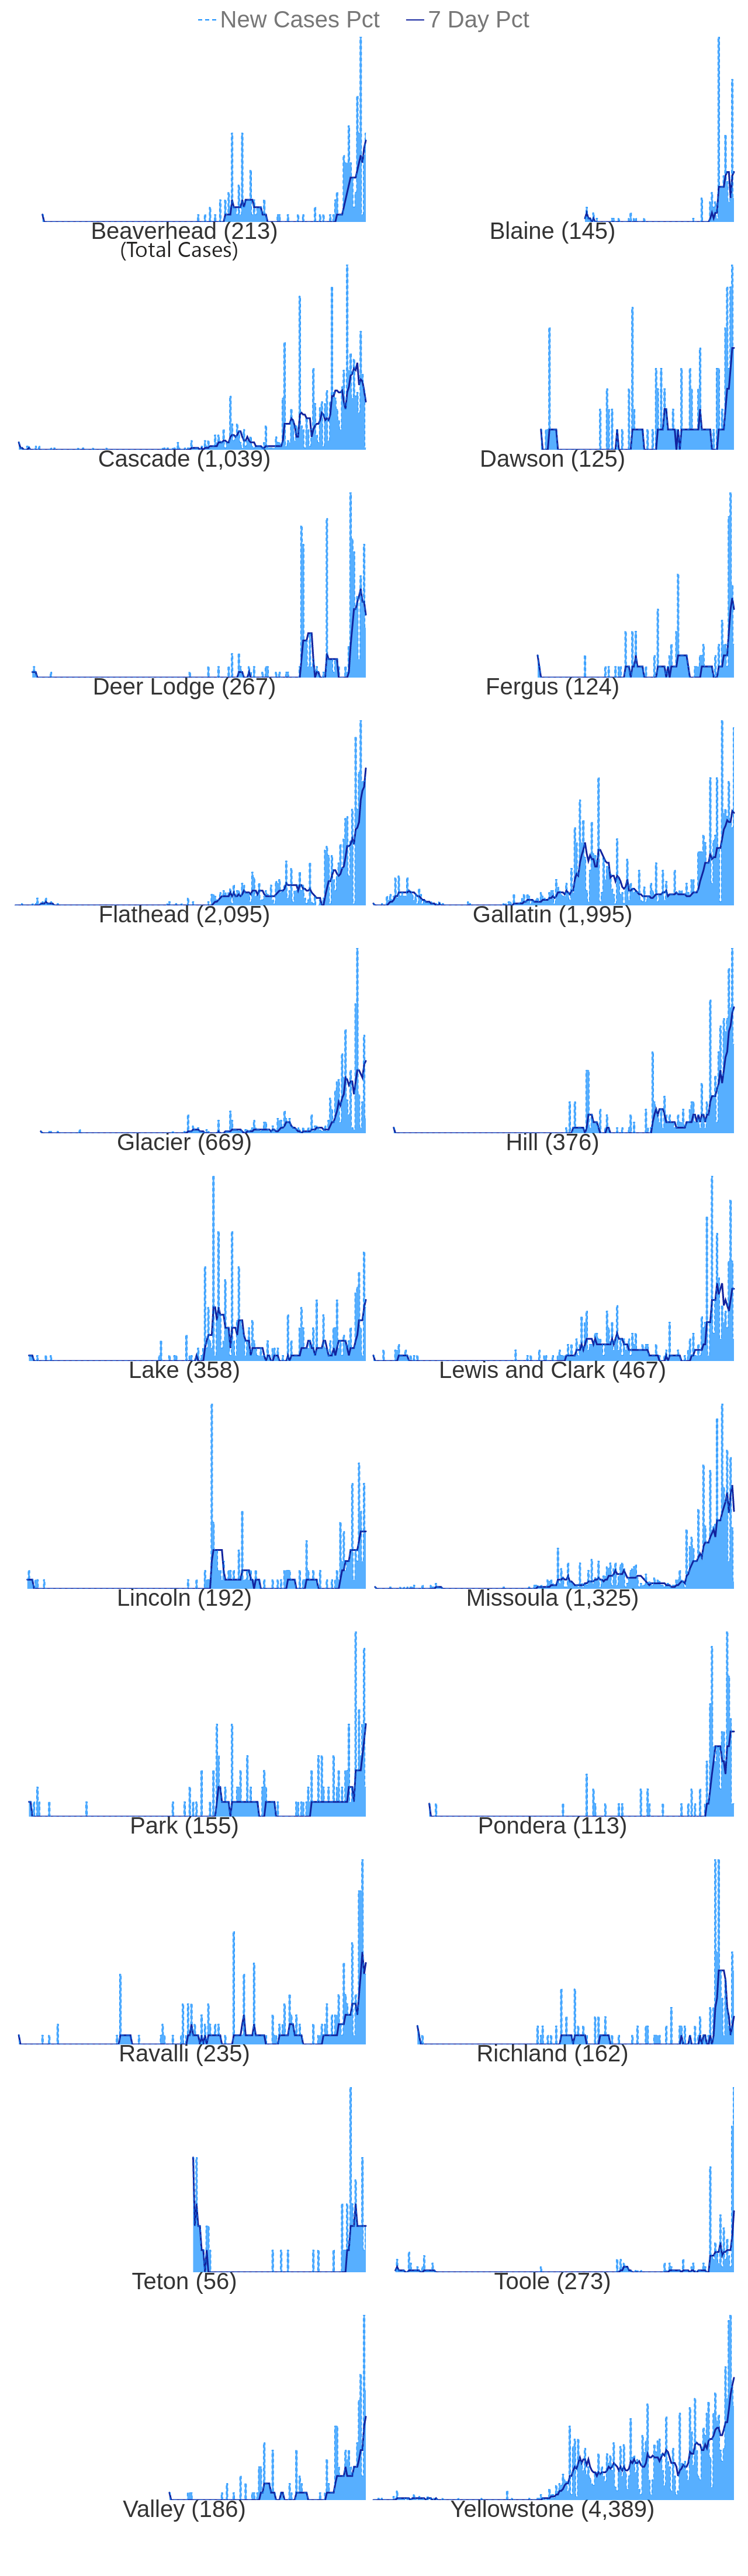 New Cases Pct 7 Day Pct
Beaverhead (213) Blaine (145)
(Total Cases)
Cascade (1,039) Dawson (125)
Deer Lodge (267) Fergus (124)
Flathead (2,095) Gallatin (1,995)
Glacier (669) Hill (376)
Lake (358) Lewis and Clark (467)
Lincoln (192) Missoula (1,325)
Park (155) Pondera (113)
Ravalli (235) Richland (162)
Teton (56) Toole (273)
Valley (186) Yellowstone (4,389)